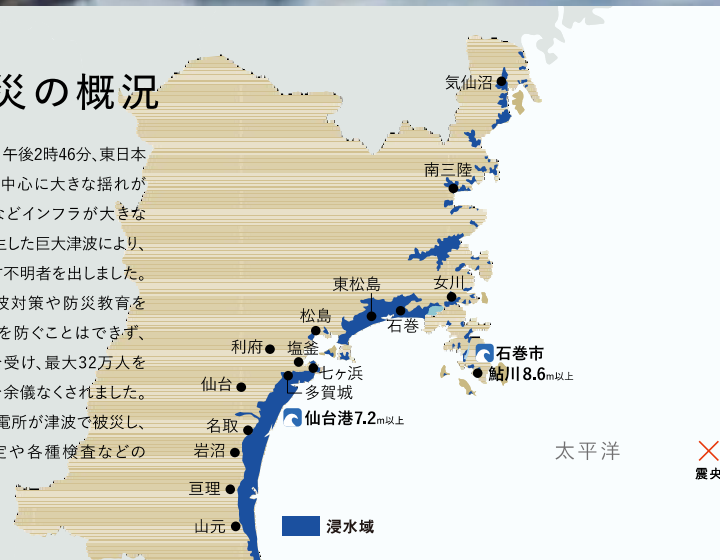 災の概況
午後2時46分、東日本
中心に大きな揺れが
などインフラが大きな
生した巨大津波により、
方不明者を出しました。
波対策や防災教育を
を防ぐことはできず、
受け、最大32万人を
余儀なくされました。
電所が津波で被災し、
定や各種検査などの
気仙沼
南三陸
女川
東松島
石巻
松島
利府
塩釜
七ヶ浜
多賀城
仙台
石巻市
鮎川8.6m以上
仙台港7.2m以上
名取
岩沼
亘理
山元
太平洋
震央
浸水域